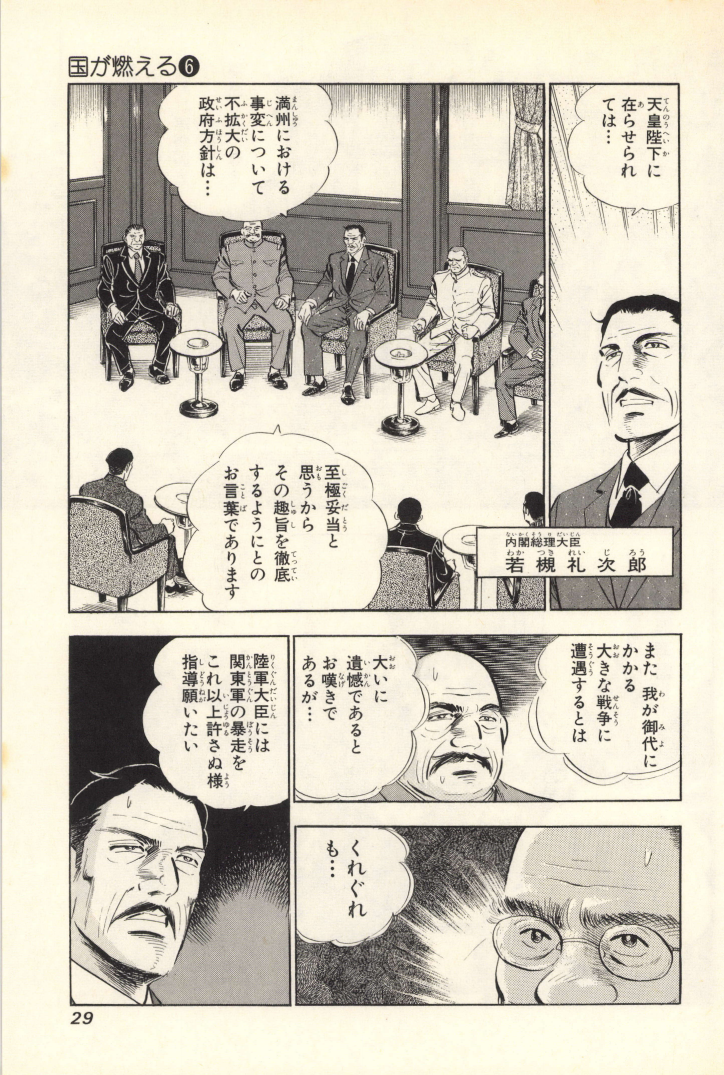 国が燃える❻
天皇陛下に
在らせられ
ては…
内閣総理大臣
若槻礼次郎
満州における
事変について
不拡大の
政府方針は…
至極妥当と
思うから
その趣旨を徹底
するようにとの
お言葉であります
また 我が御代に
かかる
大きな戦争に
遭遇するとは
大いに
遺憾であると
お嘆きで
あるが…
陸軍大臣には
関東軍の暴走を
これ以上許さぬ様
指導願いたい
くれぐれ
も…
29